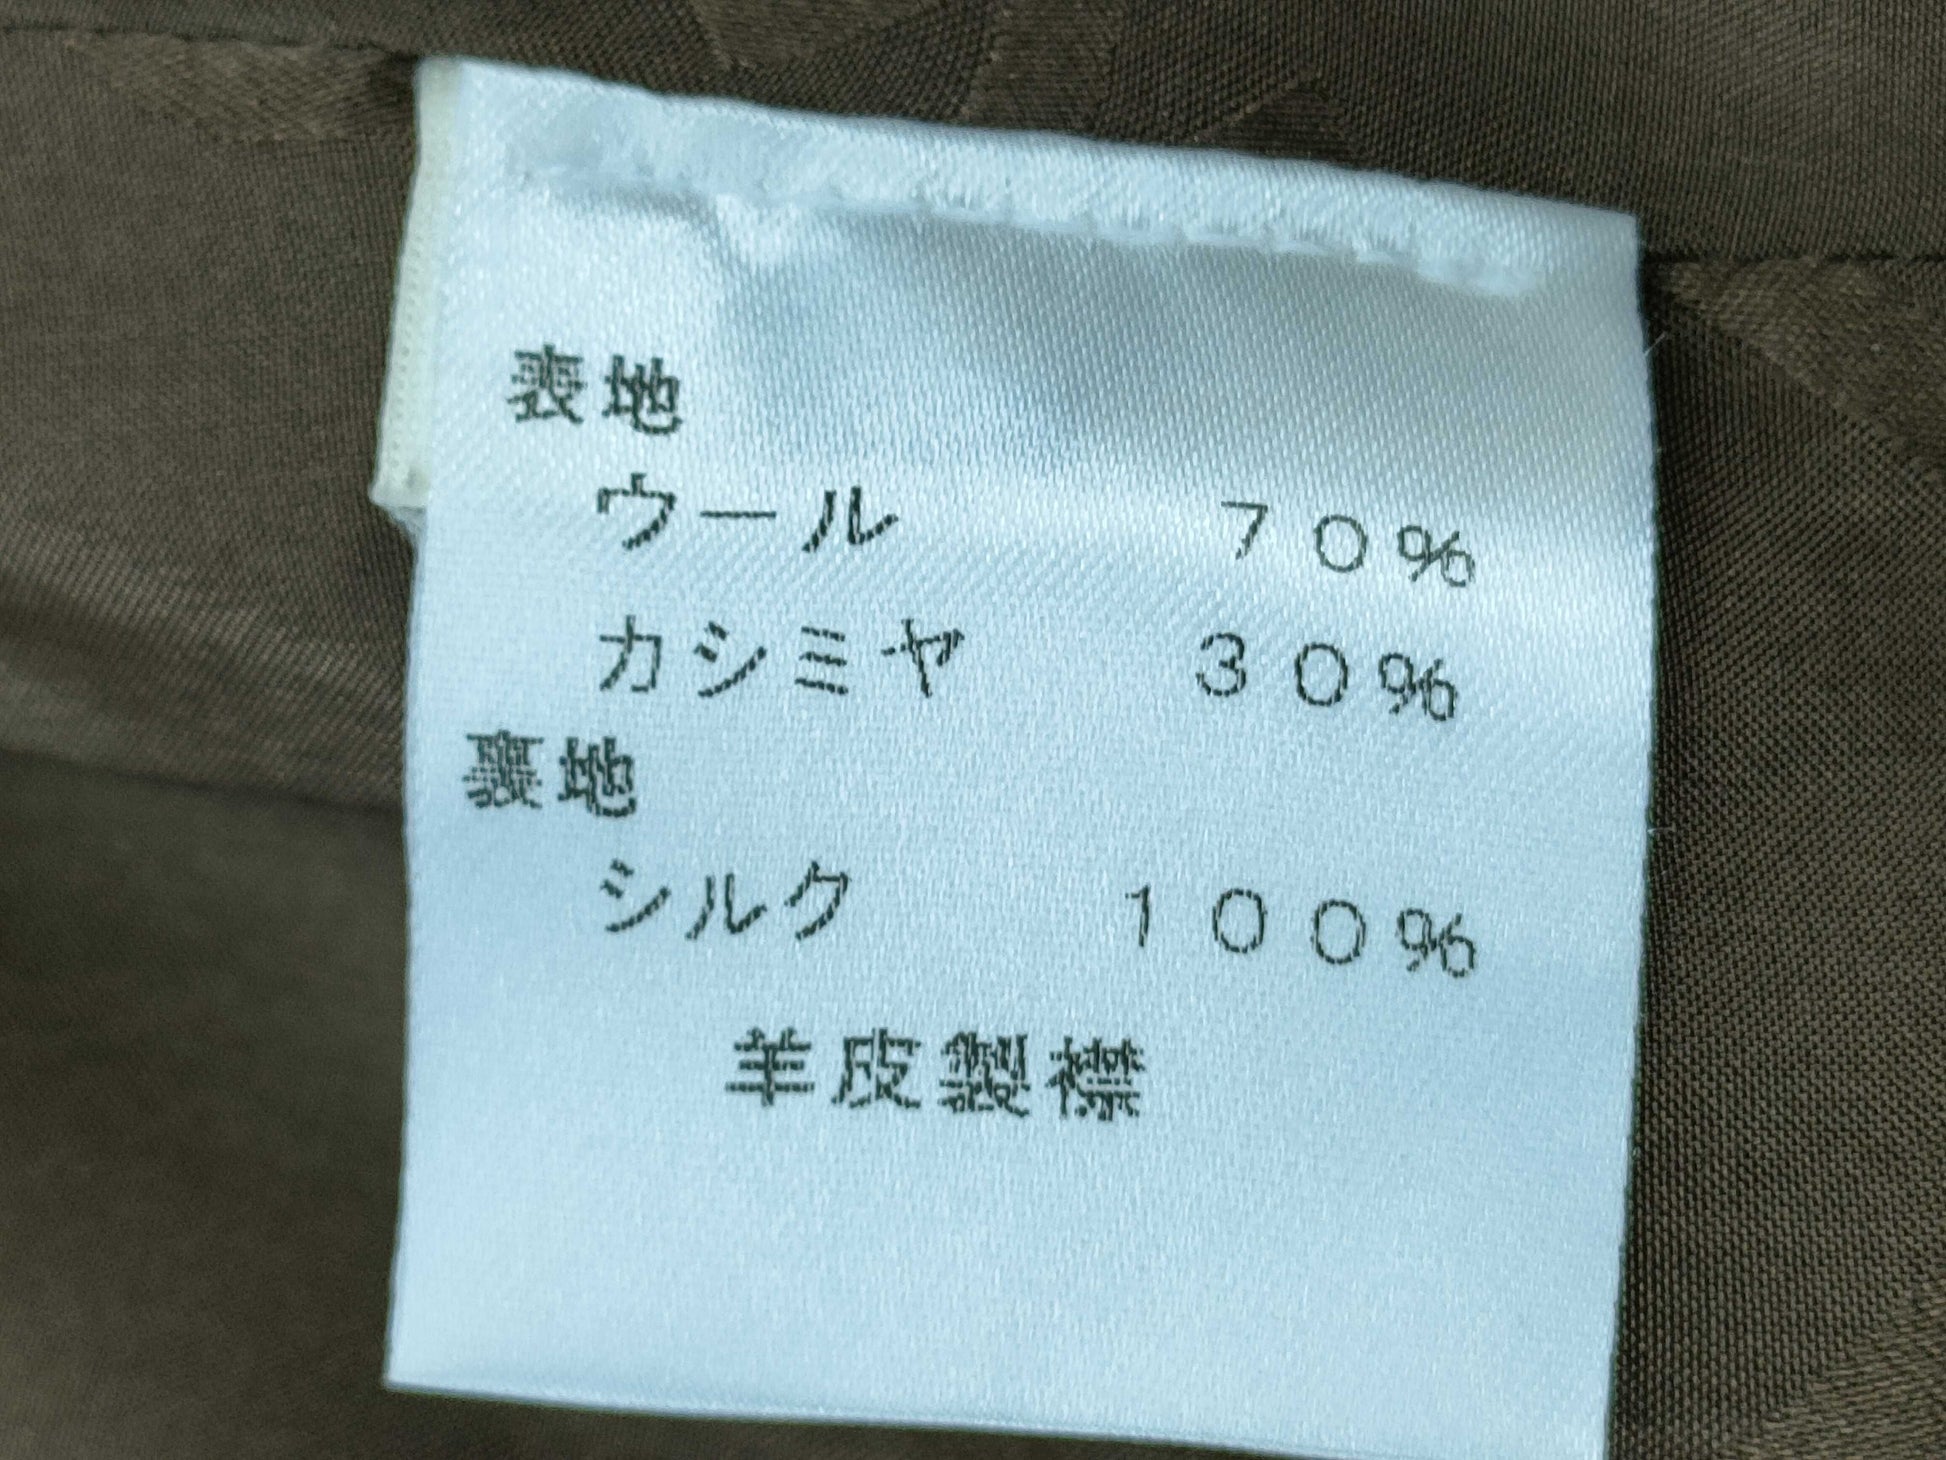 表地
ウール 70%
カシミヤ 30%
裏地
シルク 100%
羊皮製襟